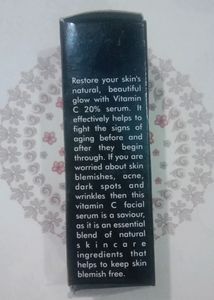 Restore your skin's
natural, beautiful
glow with Vitamin
C 20% serum. It
effectively helps to
fight the signs of
aging before and
after they begin
through. If you are
worried about skin
blemishes, acne,
dark spots and
wrinkles then this
vitamin C facial
serum is a saviour,
as it is an essential
blend of natural
skincare
ingredients that
helps to keep skin
blemish free.